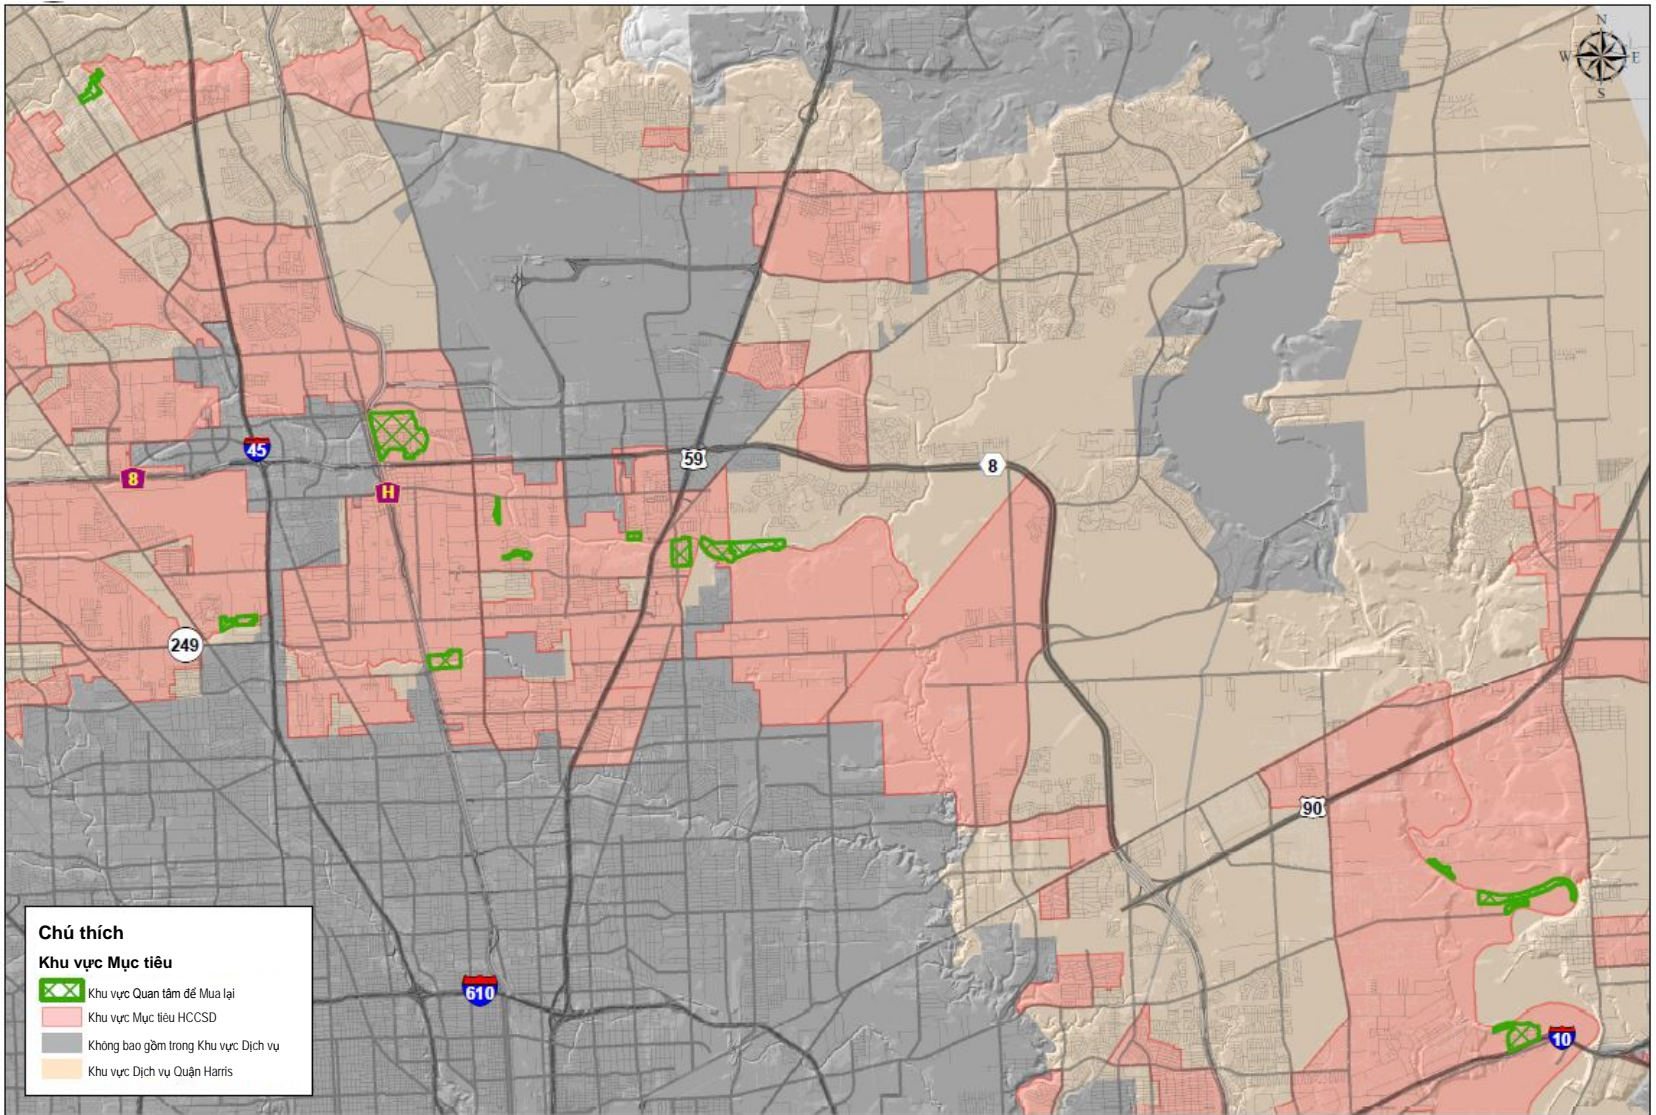 N
W E
S
45
8
H
59
8
249
90
610
10
Chú thích
Khu vực Mục tiêu
Khu vực Quan tâm để Mua lại
Khu vực Mục tiêu HCCSD
Không bao gồm trong Khu vực Dịch vụ
Khu vực Dịch vụ Quận Harris